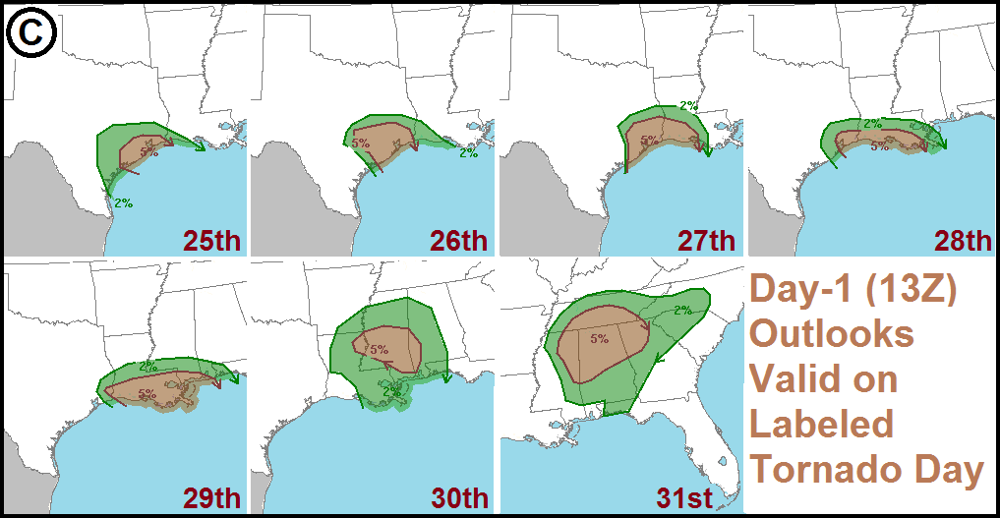 C
5%
2%
25th
5%
2%
26th
2%
5%
27th
2%
5%
28th
2%
5%
29th
5%
2%
30th
2%
5%
31st
Day-1 (13Z)
Outlooks
Valid on
Labeled
Tornado Day